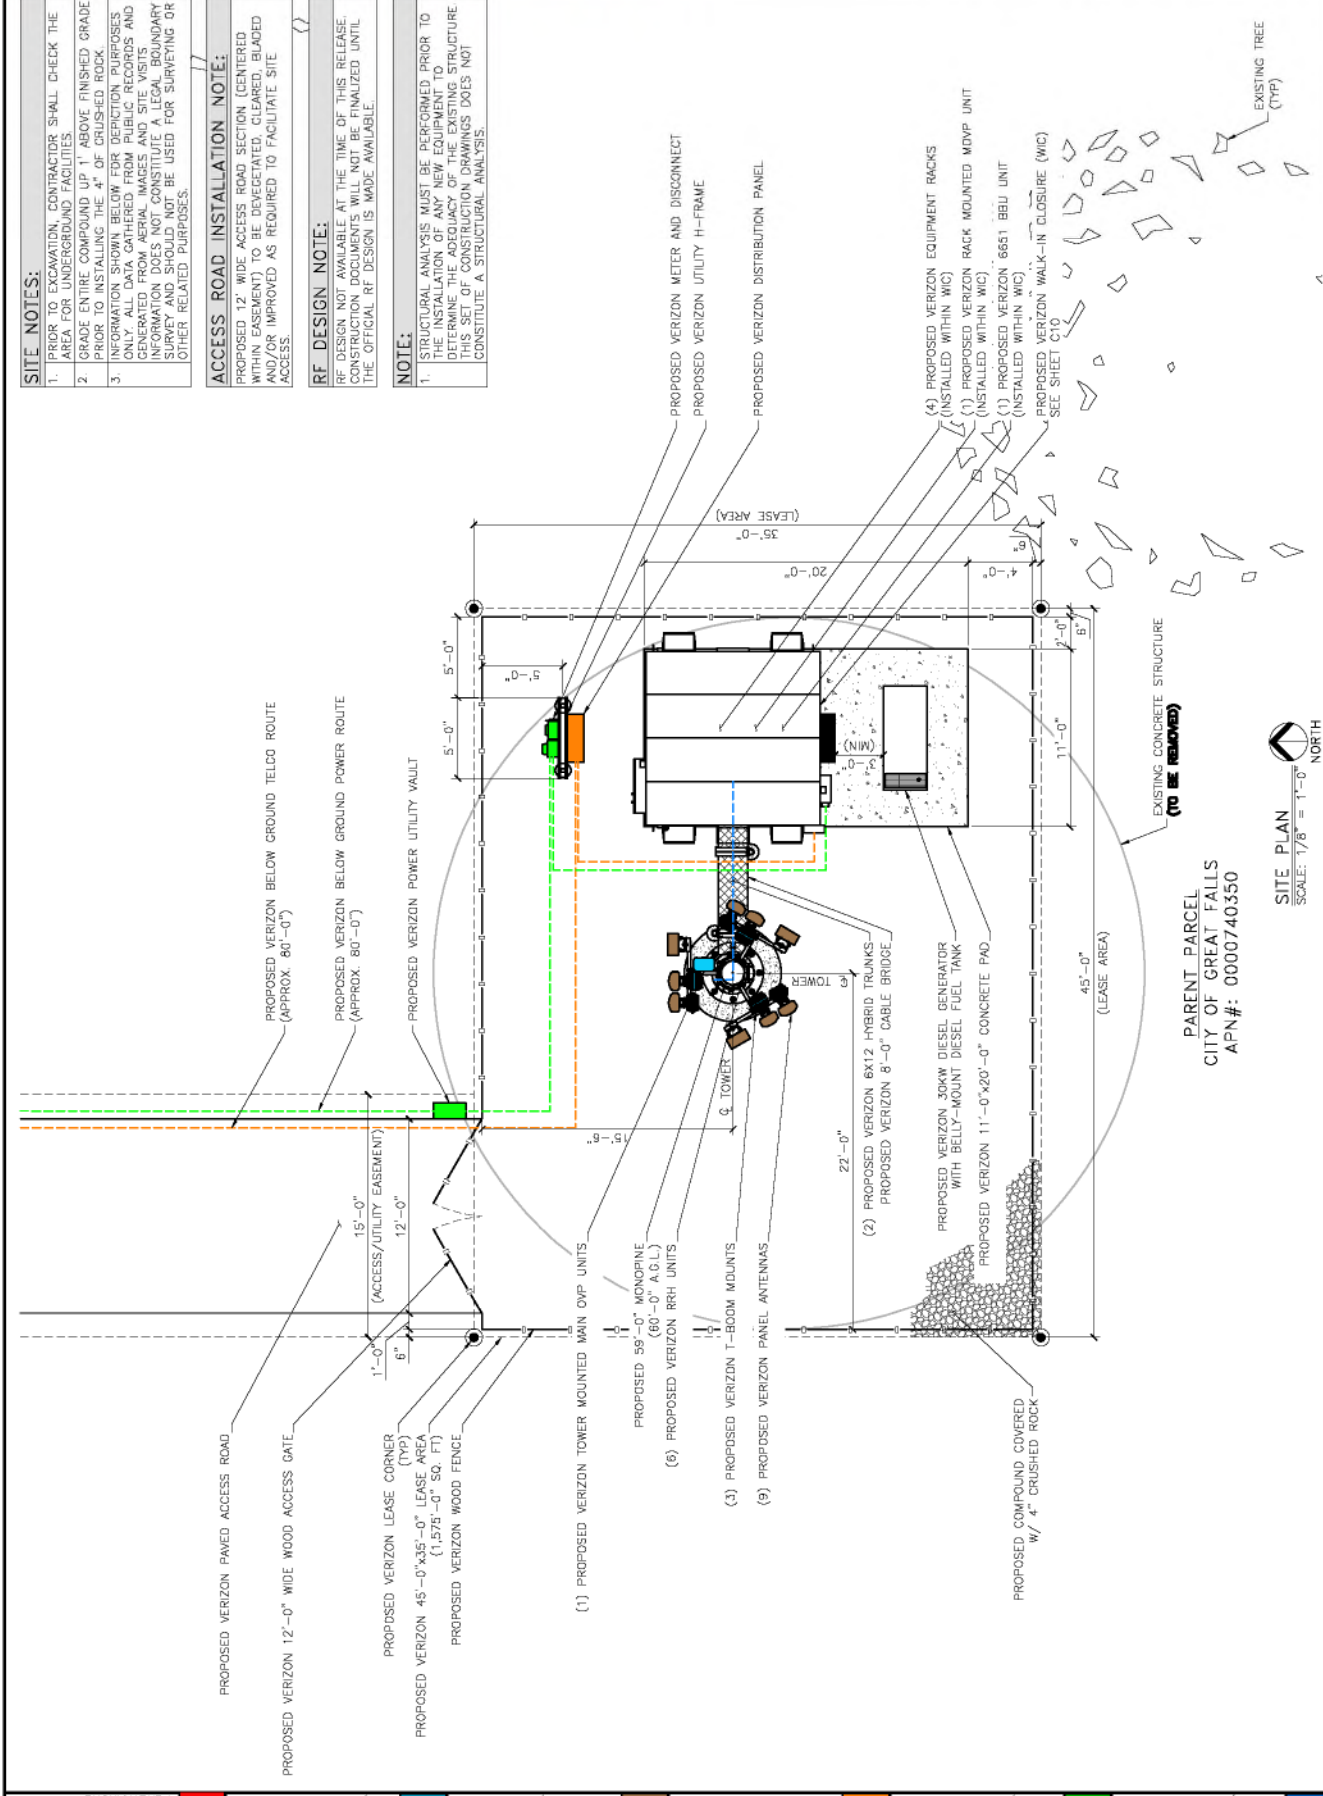 SITE NOTES:
1. PRIOR TO EXCAVATION, CONTRACTOR SHALL CHECK THE
AREA FOR UNDERGROUND FACILITIES.
2. GRADE ENTIRE COMPOUND UP 1' ABOVE FINISHED GRADE
PRIOR TO INSTALLING THE 4" OF CRUSHED ROCK.
3. INFORMATION SHOWN BELOW FOR DEPICTION PURPOSES
ONLY. ALL DATA GATHERED FROM PUBLIC RECORDS AND
GENERATED FROM AERIAL IMAGES AND SITE VISITS
INFORMATION DOES NOT CONSTITUTE A LEGAL BOUNDARY
SURVEY AND SHOULD NOT BE USED FOR SURVEYING OR
OTHER RELATED PURPOSES.
ACCESS ROAD INSTALLATION NOTE:
PROPOSED 12' WIDE ACCESS ROAD SECTION (CENTERED
WITHIN EASEMENT) TO BE DEVEGETATED, CLEARED, BLADED
AND/OR IMPROVED AS REQUIRED TO FACILITATE SITE
ACCESS.
RF DESIGN NOTE:
RF DESIGN NOT AVAILABLE AT THE TIME OF THIS RELEASE.
CONSTRUCTION DOCUMENTS WILL NOT BE FINALIZED UNTIL
THE OFFICIAL RF DESIGN IS MADE AVAILABLE.
NOTE:
1. STRUCTURAL ANALYSIS MUST BE PERFORMED PRIOR TO
THE INSTALLATION OF ANY NEW EQUIPMENT TO
DETERMINE THE ADEQUACY OF THE EXISTING STRUCTURE.
THIS SET OF CONSTRUCTION DRAWINGS DOES NOT
CONSTITUTE A STRUCTURAL ANALYSIS.
PROPOSED VERIZON PAVED ACCESS ROAD
PROPOSED VERIZON 12'-0" WIDE WOOD ACCESS GATE
PROPOSED VERIZON LEASE CORNER
(TYP)
PROPOSED VERIZON 45'-0"x35'-0" LEASE AREA
(1,575'-0" SQ. FT)
PROPOSED VERIZON WOOD FENCE
15'-0"
(ACCESS/UTILITY EASEMENT)
12'-0"
1'-0"
6"
PROPOSED VERIZON BELOW GROUND TELCO ROUTE
(APPROX. 80'-0")
PROPOSED VERIZON BELOW GROUND POWER ROUTE
(APPROX. 80'-0")
PROPOSED VERIZON POWER UTILITY VAULT
5'-0"
5'-0"
5'-0"
PROPOSED VERIZON METER AND DISCONNECT
PROPOSED VERIZON UTILITY H-FRAME
PROPOSED VERIZON DISTRIBUTION PANEL
35'-0"
(LEASE AREA)
20'-0"
4'-0"
6"
(4) PROPOSED VERIZON EQUIPMENT RACKS
(INSTALLED WITHIN WIC)
(1) PROPOSED VERIZON RACK MOUNTED MOVP UNIT
(INSTALLED WITHIN WIC)
(1) PROPOSED VERIZON 6651 BBU UNIT
(INSTALLED WITHIN WIC)
PROPOSED VERIZON WALK-IN CLOSURE (WIC)
SEE SHEET C10
EXISTING TREE
(TYP)
(1) PROPOSED VERIZON TOWER MOUNTED MAIN OVP UNITS
PROPOSED 59'-0" MONOPINE
(60'-0" A.G.L.)
(6) PROPOSED VERIZON RRH UNITS
(3) PROPOSED VERIZON T-BOOM MOUNTS
(9) PROPOSED VERIZON PANEL ANTENNAS
15'-6"
℄ TOWER
℄ TOWER
22'-0"
3'-0"
(MIN)
(2) PROPOSED VERIZON 6X12 HYBRID TRUNKS
PROPOSED VERIZON 8'-0" CABLE BRIDGE
PROPOSED VERIZON 30KW DIESEL GENERATOR
WITH BELLY-MOUNT DIESEL FUEL TANK
PROPOSED VERIZON 11'-0"x20'-0" CONCRETE PAD
11'-0"
2'-0"
6"
45'-0"
(LEASE AREA)
PROPOSED COMPOUND COVERED
W/ 4" CRUSHED ROCK
EXISTING CONCRETE STRUCTURE
(TO BE REMOVED)
PARENT PARCEL
CITY OF GREAT FALLS
APN#: 0000740350
SITE PLAN
SCALE: 1/8" = 1'-0"
NORTH